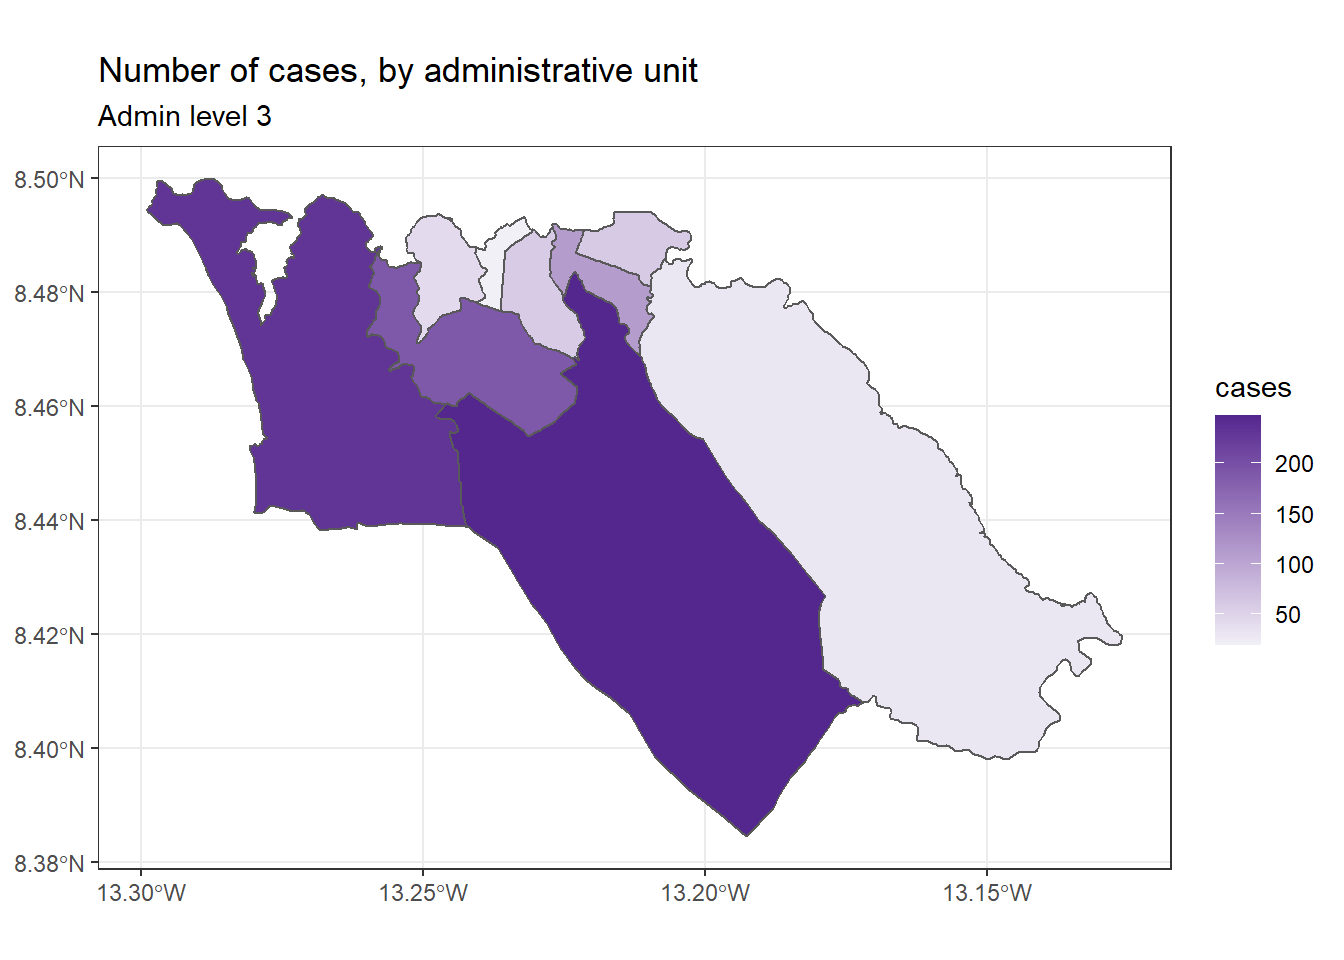 Number of cases, by administrative unit
Admin level 3
8.50°N
8.48°N
8.46°N
8.44°N
8.42°N
8.40°N
8.38°N
13.30°W
13.25°W
13.20°W
13.15°W
cases
200
150
100
50